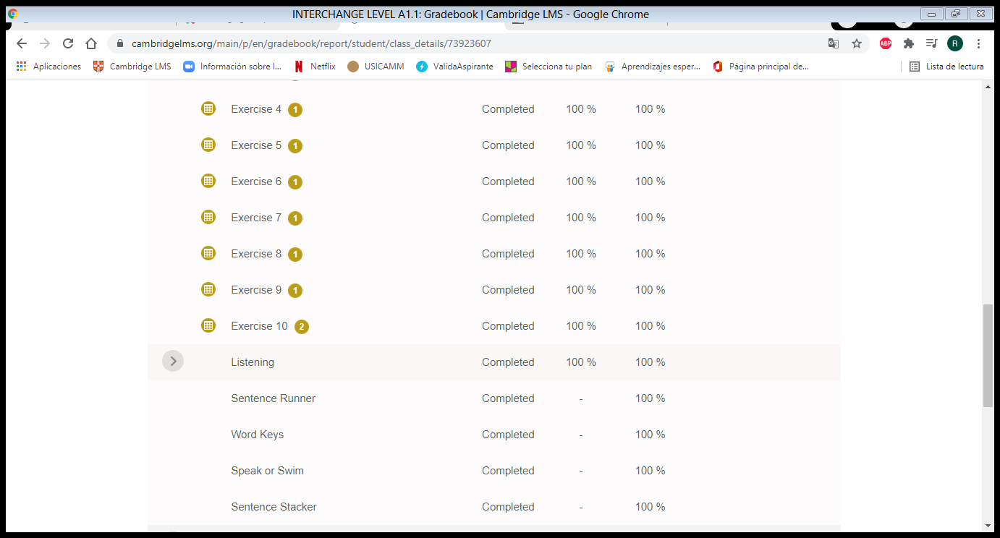 INTERCHANGE LEVEL A1.1: Gradebook | Cambridge LMS - Google Chrome
cambridgelms.org/main/p/en/gradebook/report/student/class_details/73923607 ABP R
Aplicaciones Cambridge LMS Información sobre l... N Netflix USICAMM ValidaAspirante Selecciona tu plan Aprendizajes esper... Página principal de... Lista de lectura
Exercise 4 1 Completed 100 % 100 %
Exercise 5 1 Completed 100 % 100 %
Exercise 6 1 Completed 100 % 100 %
Exercise 7 1 Completed 100 % 100 %
Exercise 8 1 Completed 100 % 100 %
Exercise 9 1 Completed 100 % 100 %
Exercise 10 2 Completed 100 % 100 %
Listening Completed 100 % 100 %
Sentence Runner Completed - 100 %
Word Keys Completed - 100 %
Speak or Swim Completed - 100 %
Sentence Stacker Completed - 100 %